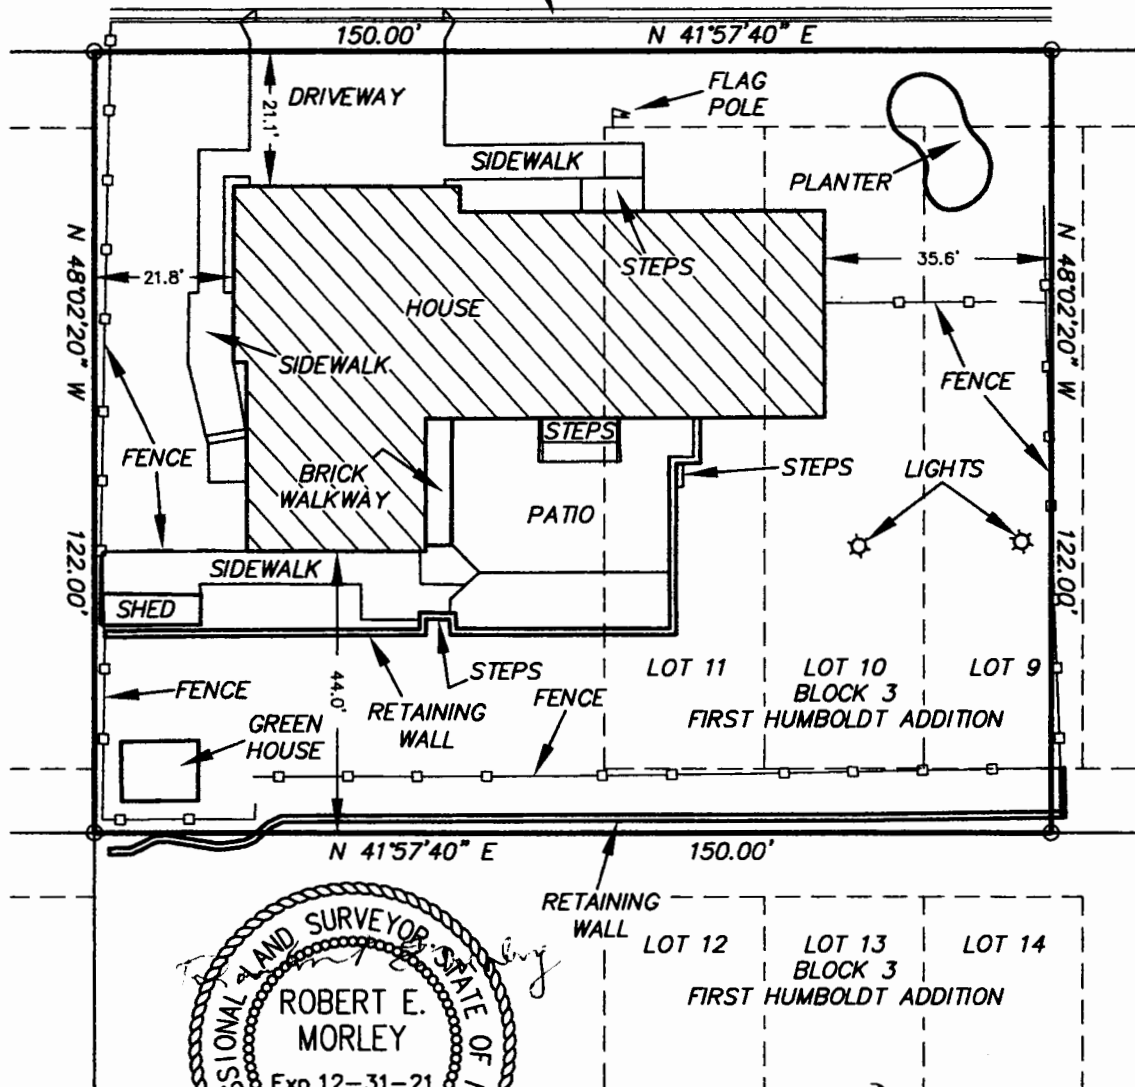 150.00'
N 41°57'40" E
DRIVEWAY
21.1'
FLAG
POLE
SIDEWALK
PLANTER
STEPS
N 48°02'20" W
21.8'
35.6'
N 48°02'20" W
HOUSE
SIDEWALK
FENCE
FENCE
STEPS
BRICK
WALKWAY
STEPS
LIGHTS
PATIO
122.00'
122.00'
SIDEWALK
SHED
STEPS
LOT 11
LOT 10
LOT 9
BLOCK 3
FIRST HUMBOLDT ADDITION
FENCE
44.0'
FENCE
RETAINING
WALL
GREEN
HOUSE
N 41°57'40" E
150.00'
RETAINING
WALL
LOT 12
LOT 13
LOT 14
BLOCK 3
FIRST HUMBOLDT ADDITION
LAND SURVEYOR STATE OF
ROBERT E.
MORLEY
Exp 12-31-21